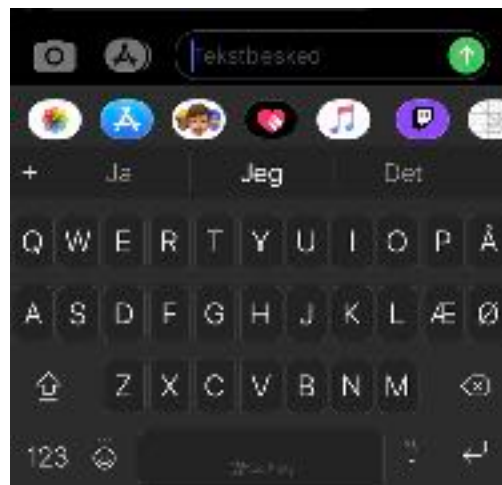 Tekstbesked
+ Ja Jeg Det
Q W E R T Y U I O P Å
A S D F G H J K L Æ Ø
Z X C V B N M
123